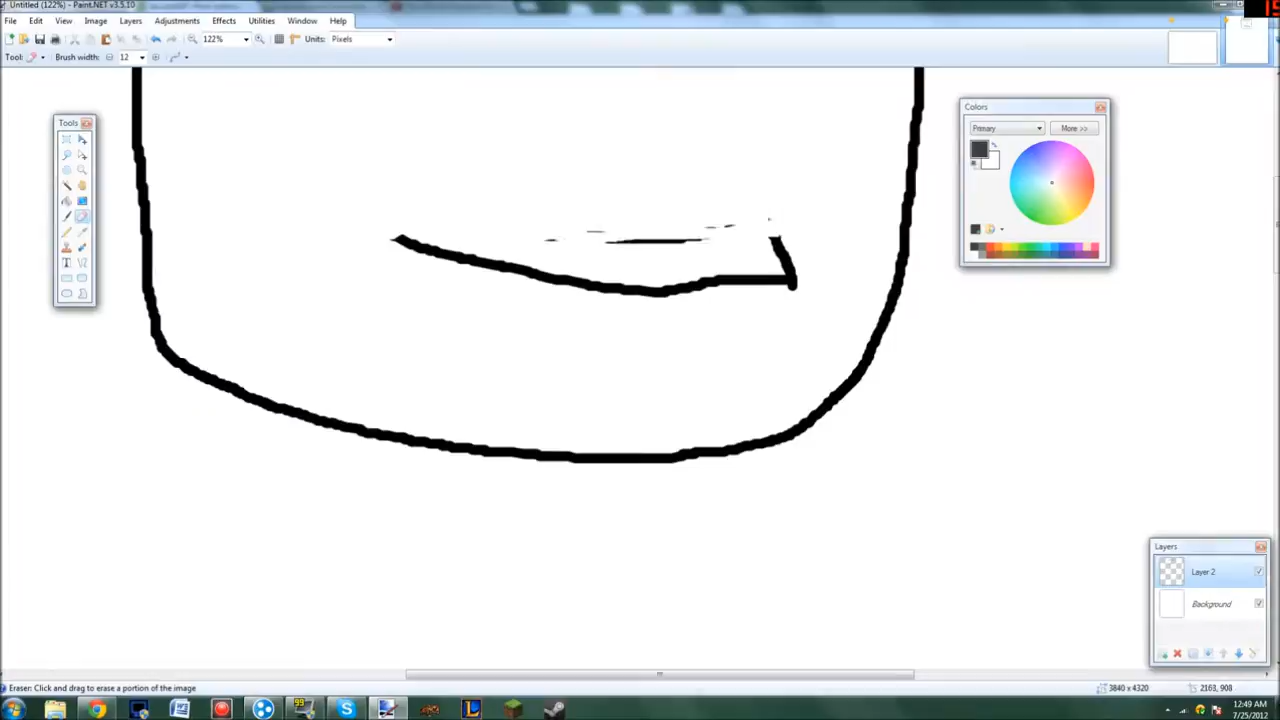 Untitled (122%) - Paint.NET v3.5.10
File Edit View Image Layers Adjustments Effects Utilities Window Help
122% Units: Pixels
Tool: Brush width: 12
Tools
Colors
Primary More >>
Layers
Layer 2
Background
Eraser: Click and drag to erase a portion of the image
3840 x 4320 2163, 908
99
W
S
L
12:49 AM
7/25/2012